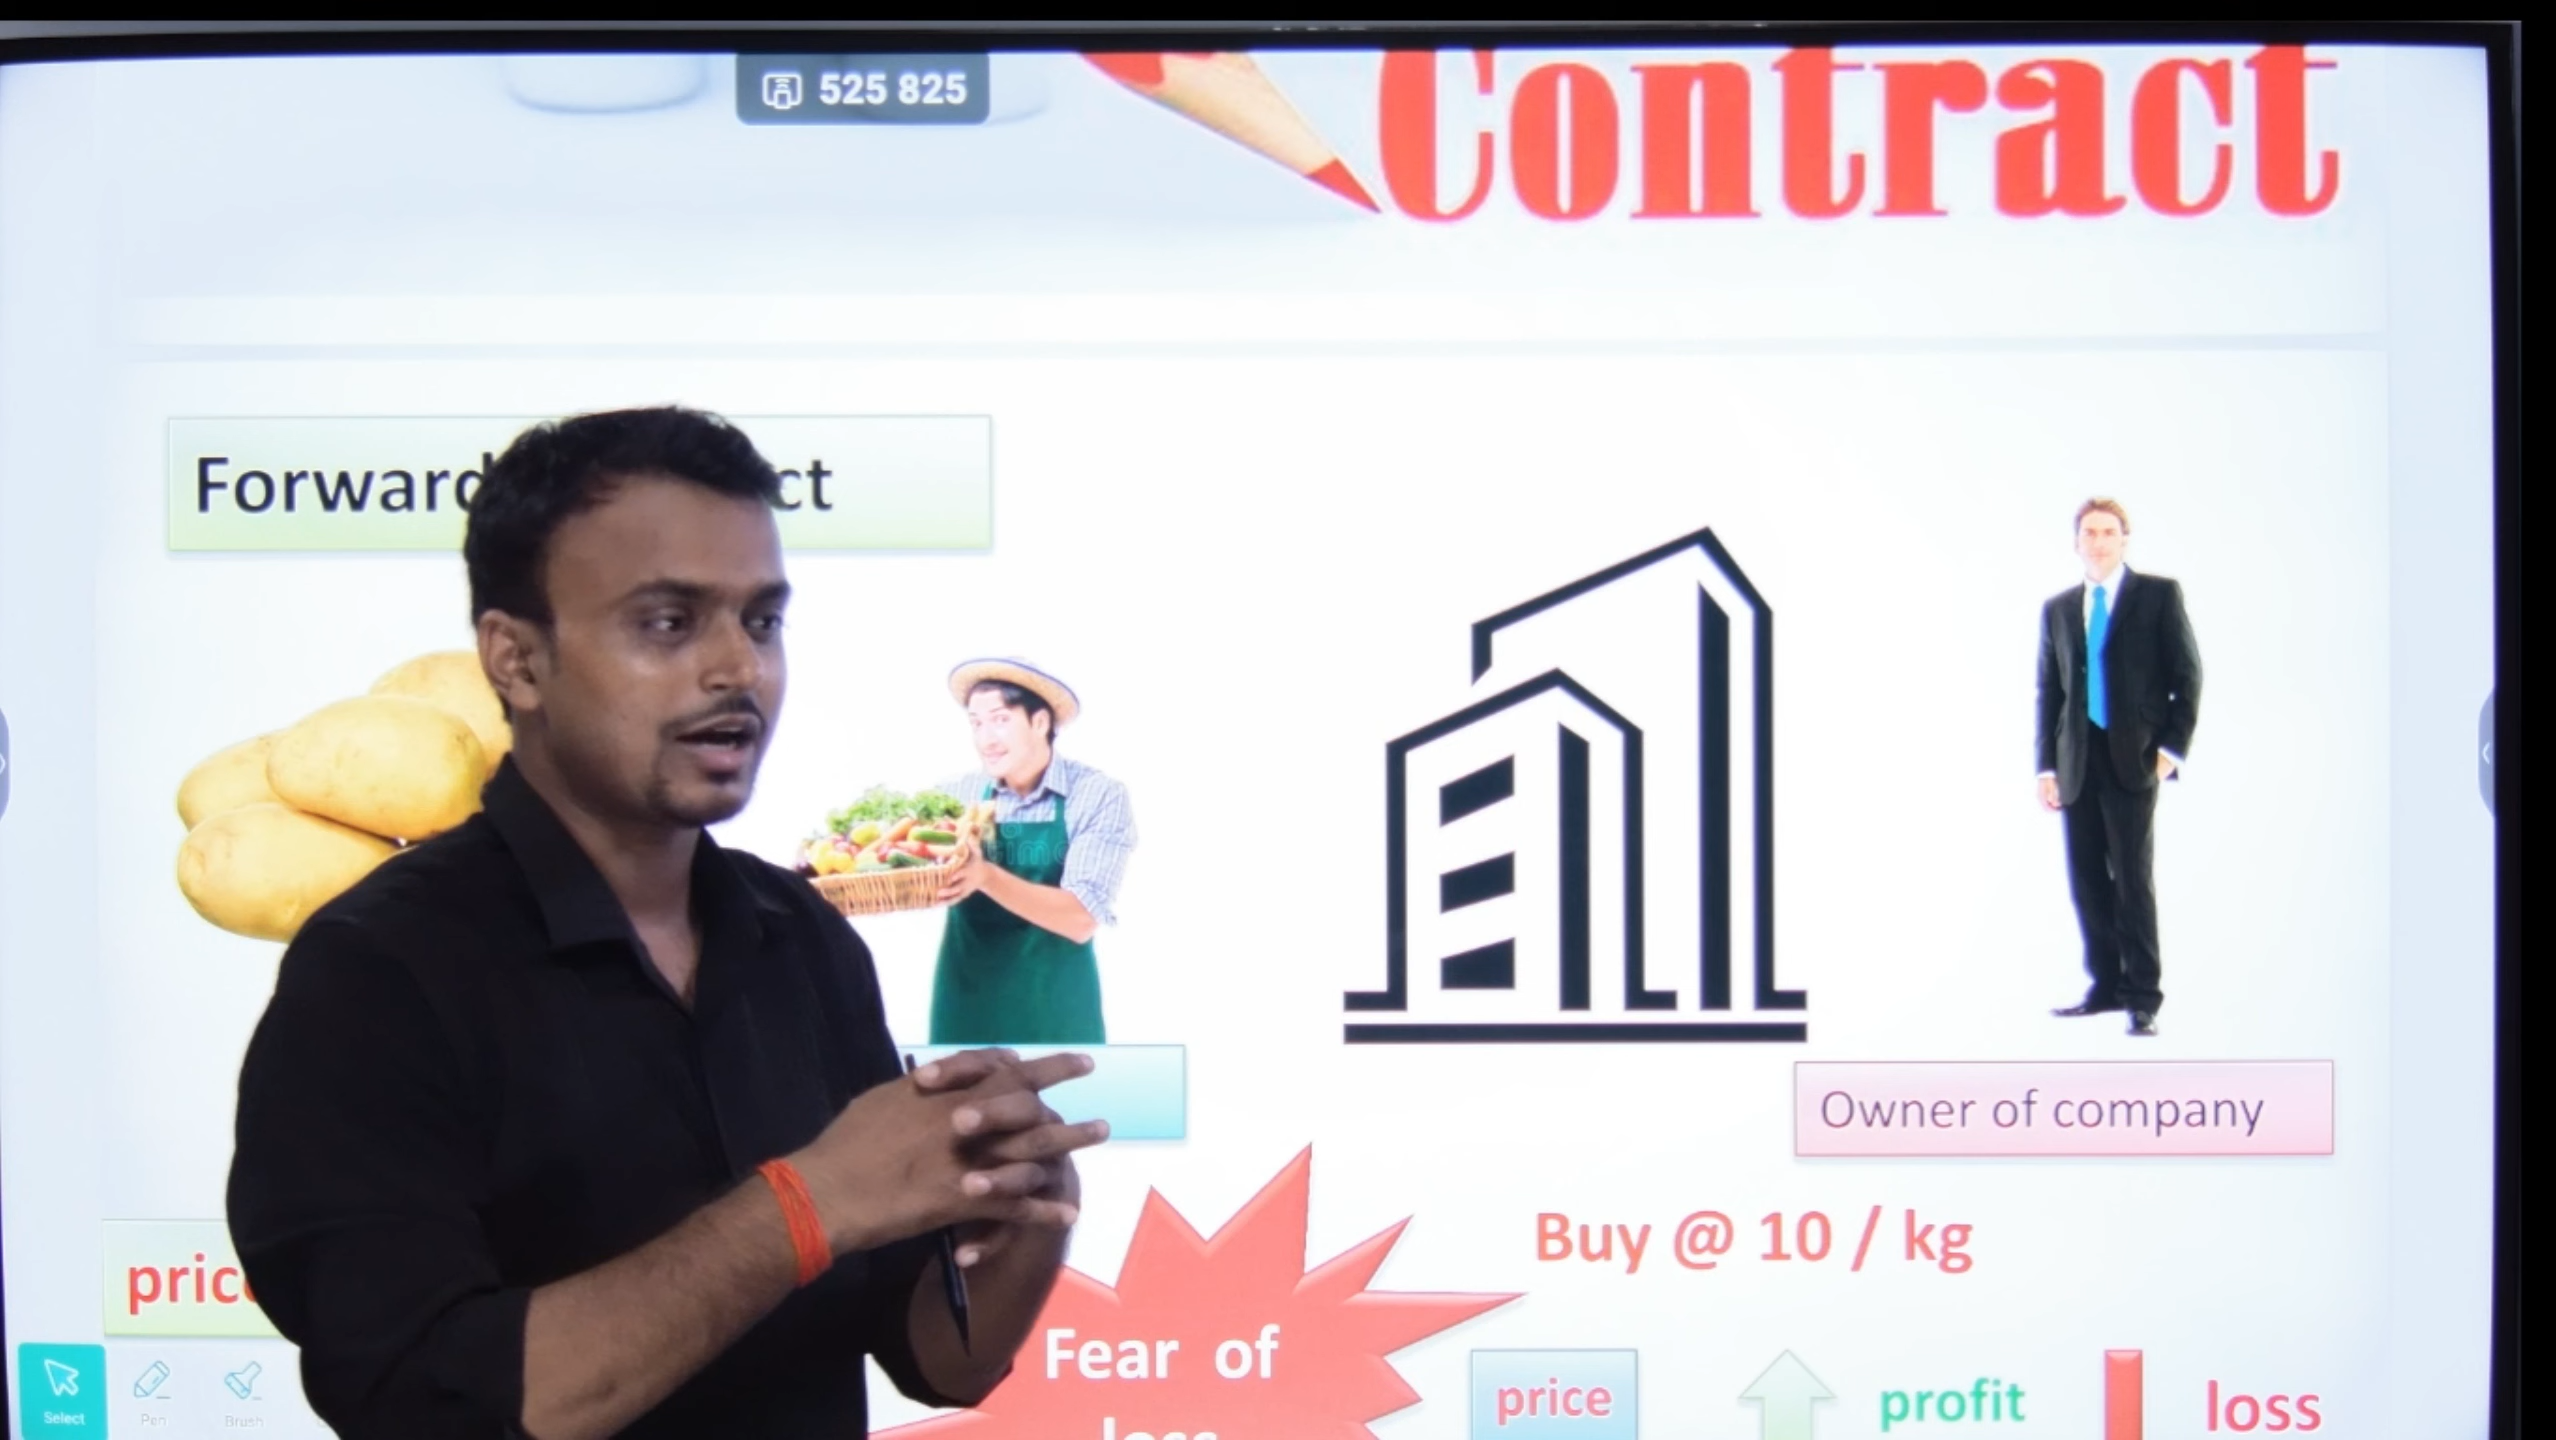 525 825
Contract
Forward ct
Owner of company
Buy @ 10 / kg
Fear of
price
profit
loss
Select
Pen
Brush